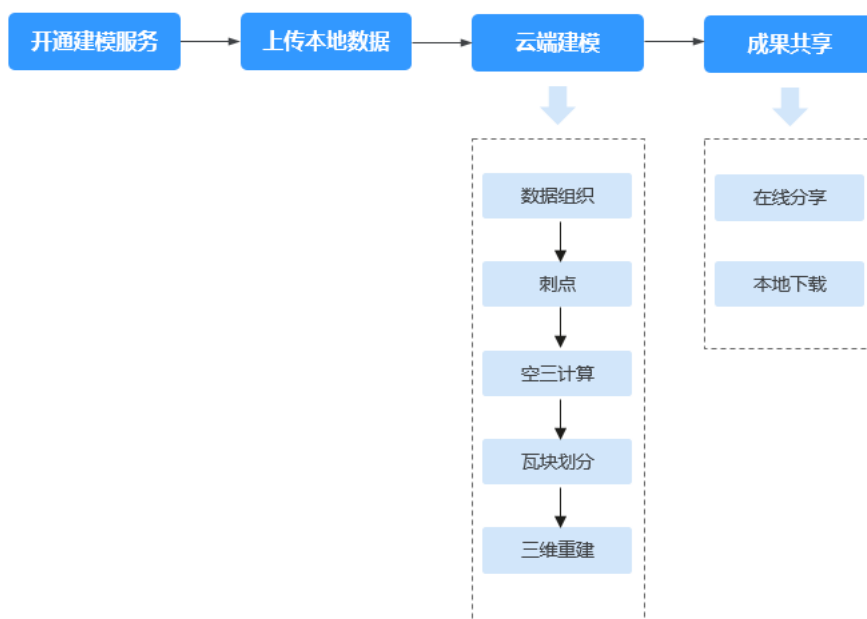 开通建模服务
上传本地数据
云端建模
成果共享
数据组织
刺点
空三计算
瓦块划分
三维重建
在线分享
本地下载